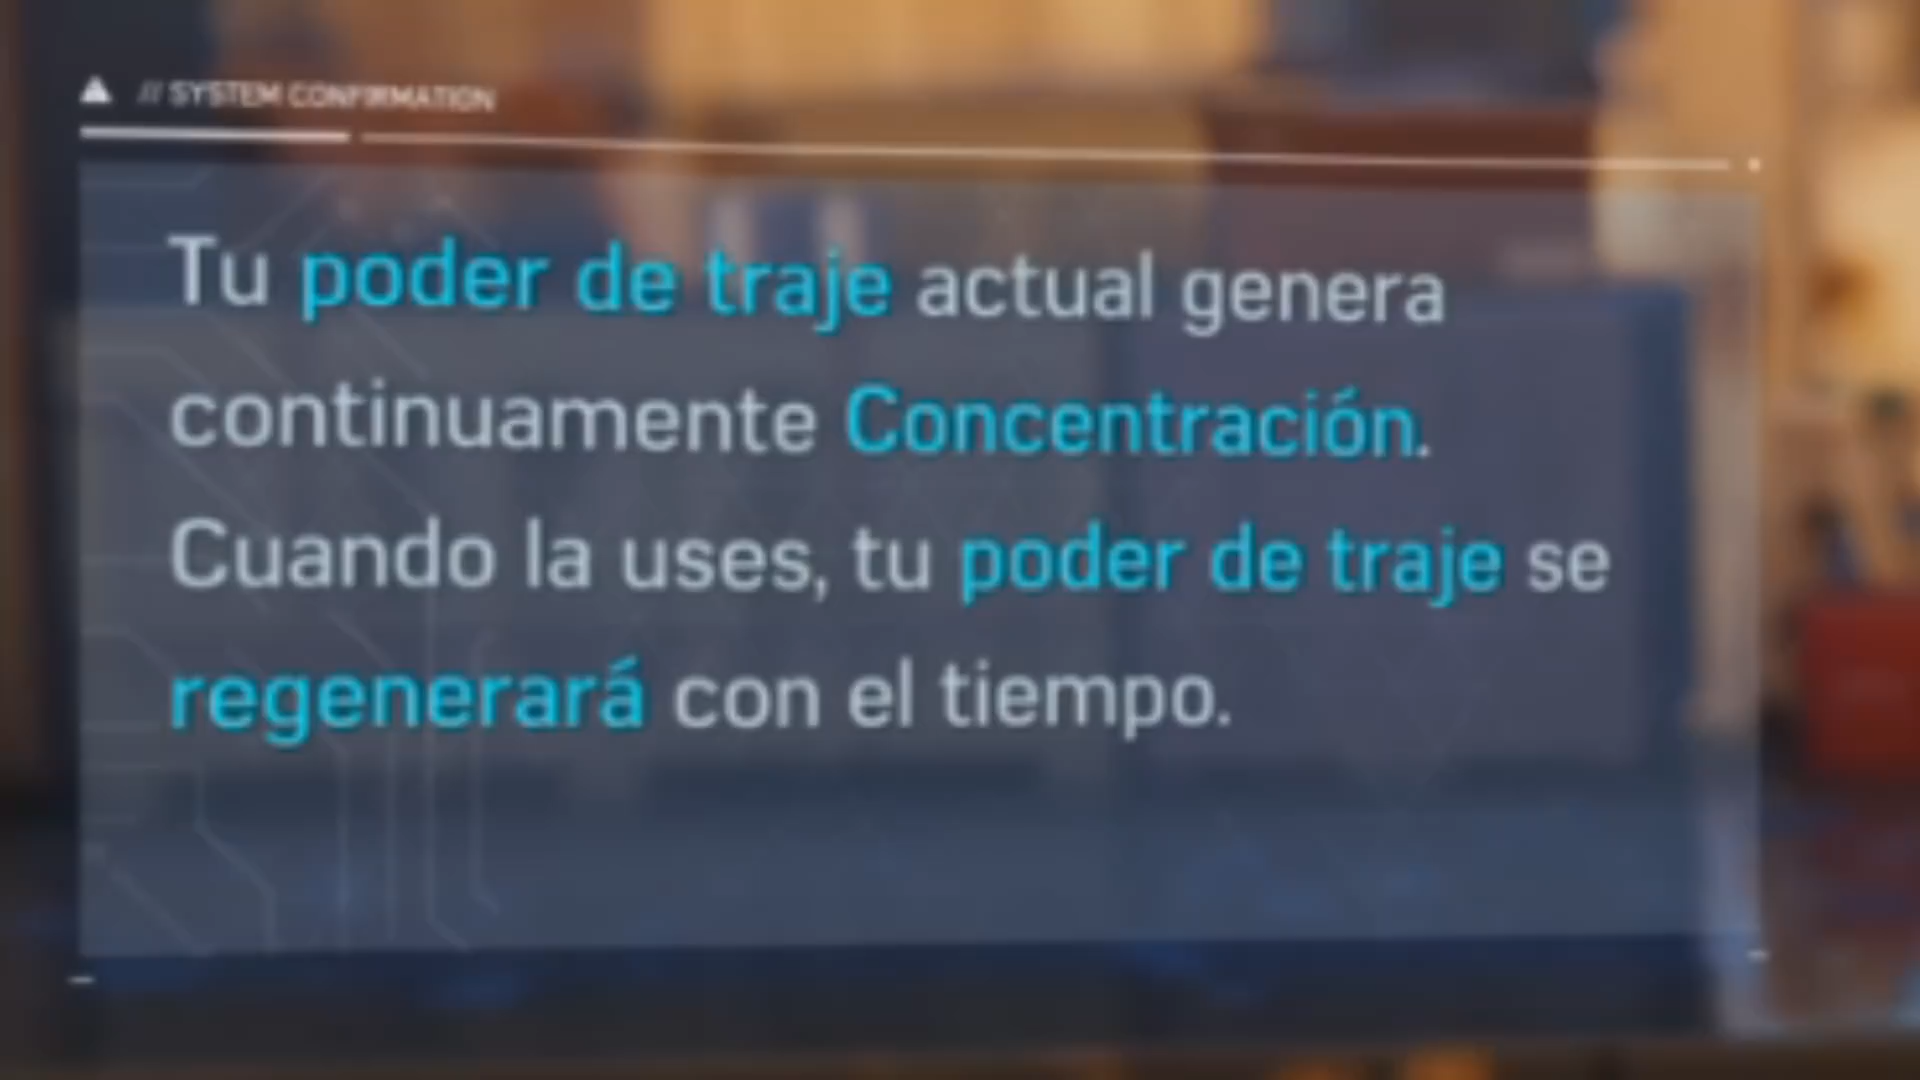 // SYSTEM CONFIRMATION
Tu poder de traje actual genera
continuamente Concentración.
Cuando la uses, tu poder de traje se
regenerará con el tiempo.